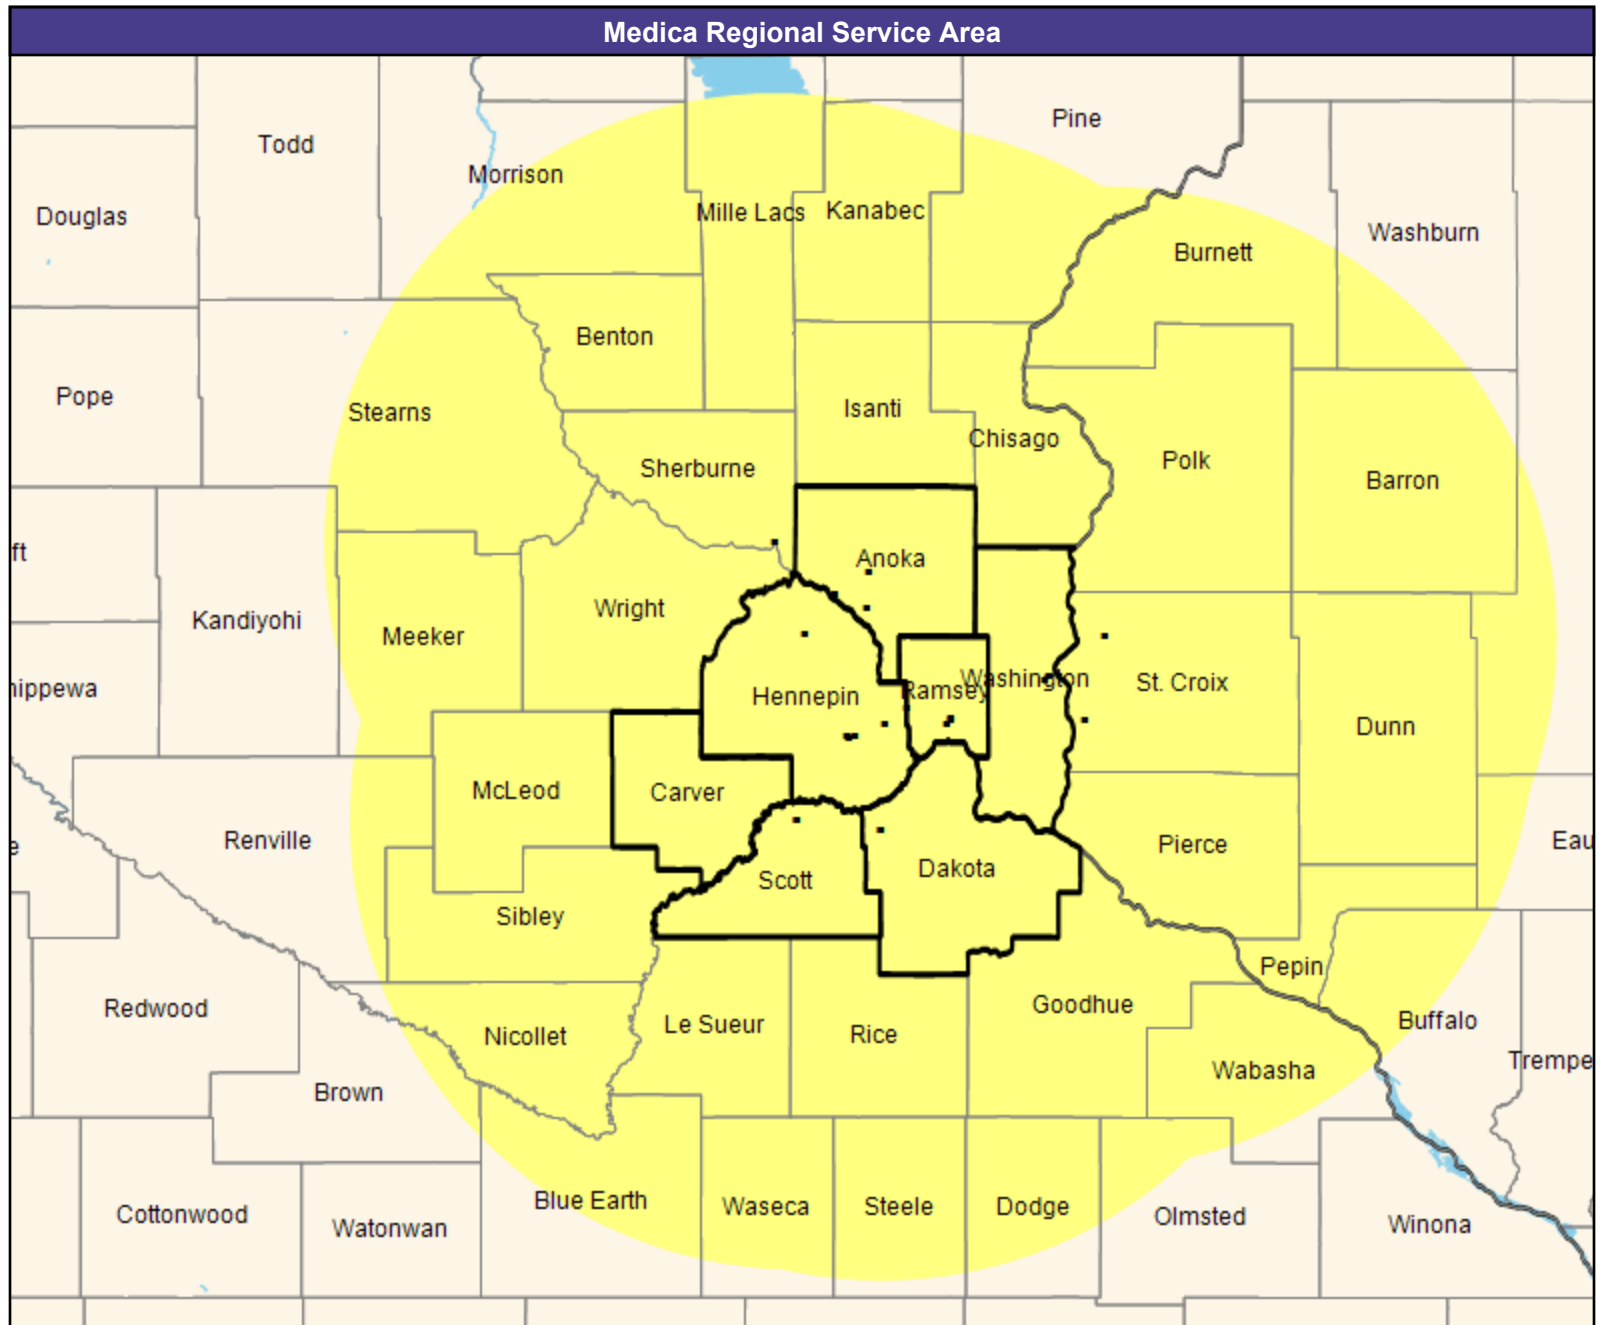 Medica Regional Service Area
Pine
Todd
Morrison
Mille Lacs
Kanabec
Douglas
Washburn
Burnett
Benton
Pope
Stearns
Isanti
Chisago
Sherburne
Polk
Barron
ft
Anoka
Wright
Kandiyohi
Meeker
Washington
St. Croix
hippewa
Hennepin
Ramsey
Dunn
McLeod
Carver
Renville
e
Pierce
Eau
Scott
Dakota
Sibley
Pepin
Redwood
Goodhue
Nicollet
Le Sueur
Rice
Buffalo
Trempe
Wabasha
Brown
Blue Earth
Waseca
Steele
Dodge
Cottonwood
Watonwan
Olmsted
Winona